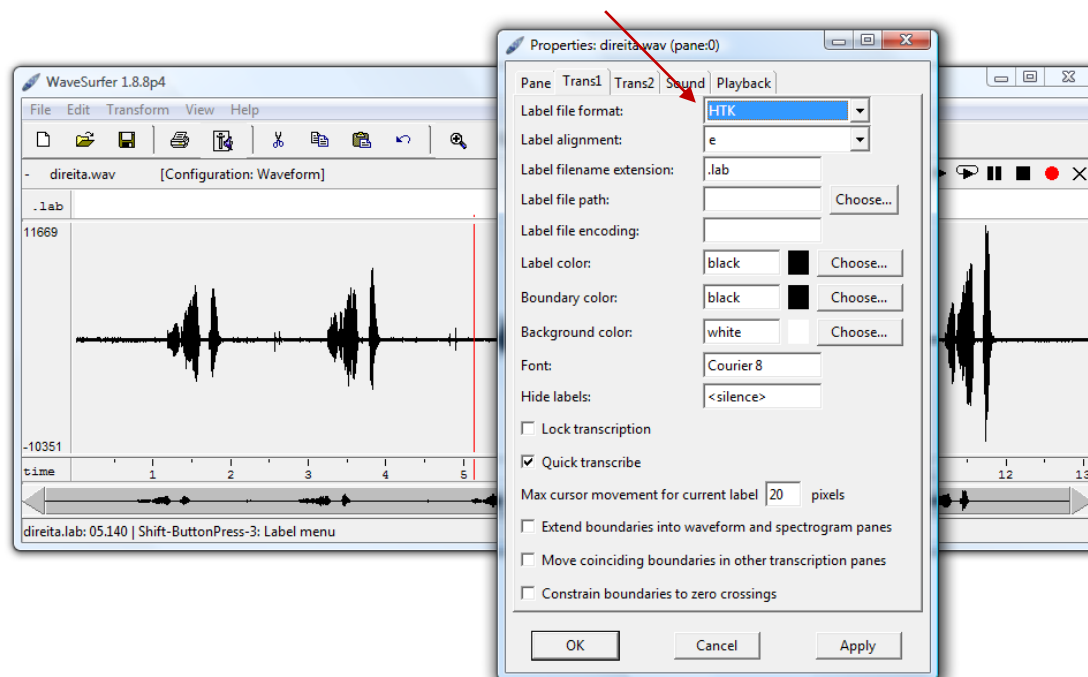 WaveSurfer 1.8.8p4
File Edit Transform View Help
- direita.wav [Configuration: Waveform]
.lab
11669
-10351
time 1 2 3 4 5 12 13
direita.lab: 05.140 | Shift-ButtonPress-3: Label menu
Properties: direita.wav (pane:0)
Pane Trans1 Trans2 Sound Playback
Label file format: HTK
Label alignment: e
Label filename extension: .lab
Label file path: Choose...
Label file encoding:
Label color: black Choose...
Boundary color: black Choose...
Background color: white Choose...
Font: Courier 8
Hide labels: <silence>
Lock transcription
Quick transcribe
Max cursor movement for current label 20 pixels
Extend boundaries into waveform and spectrogram panes
Move coinciding boundaries in other transcription panes
Constrain boundaries to zero crossings
OK Cancel Apply